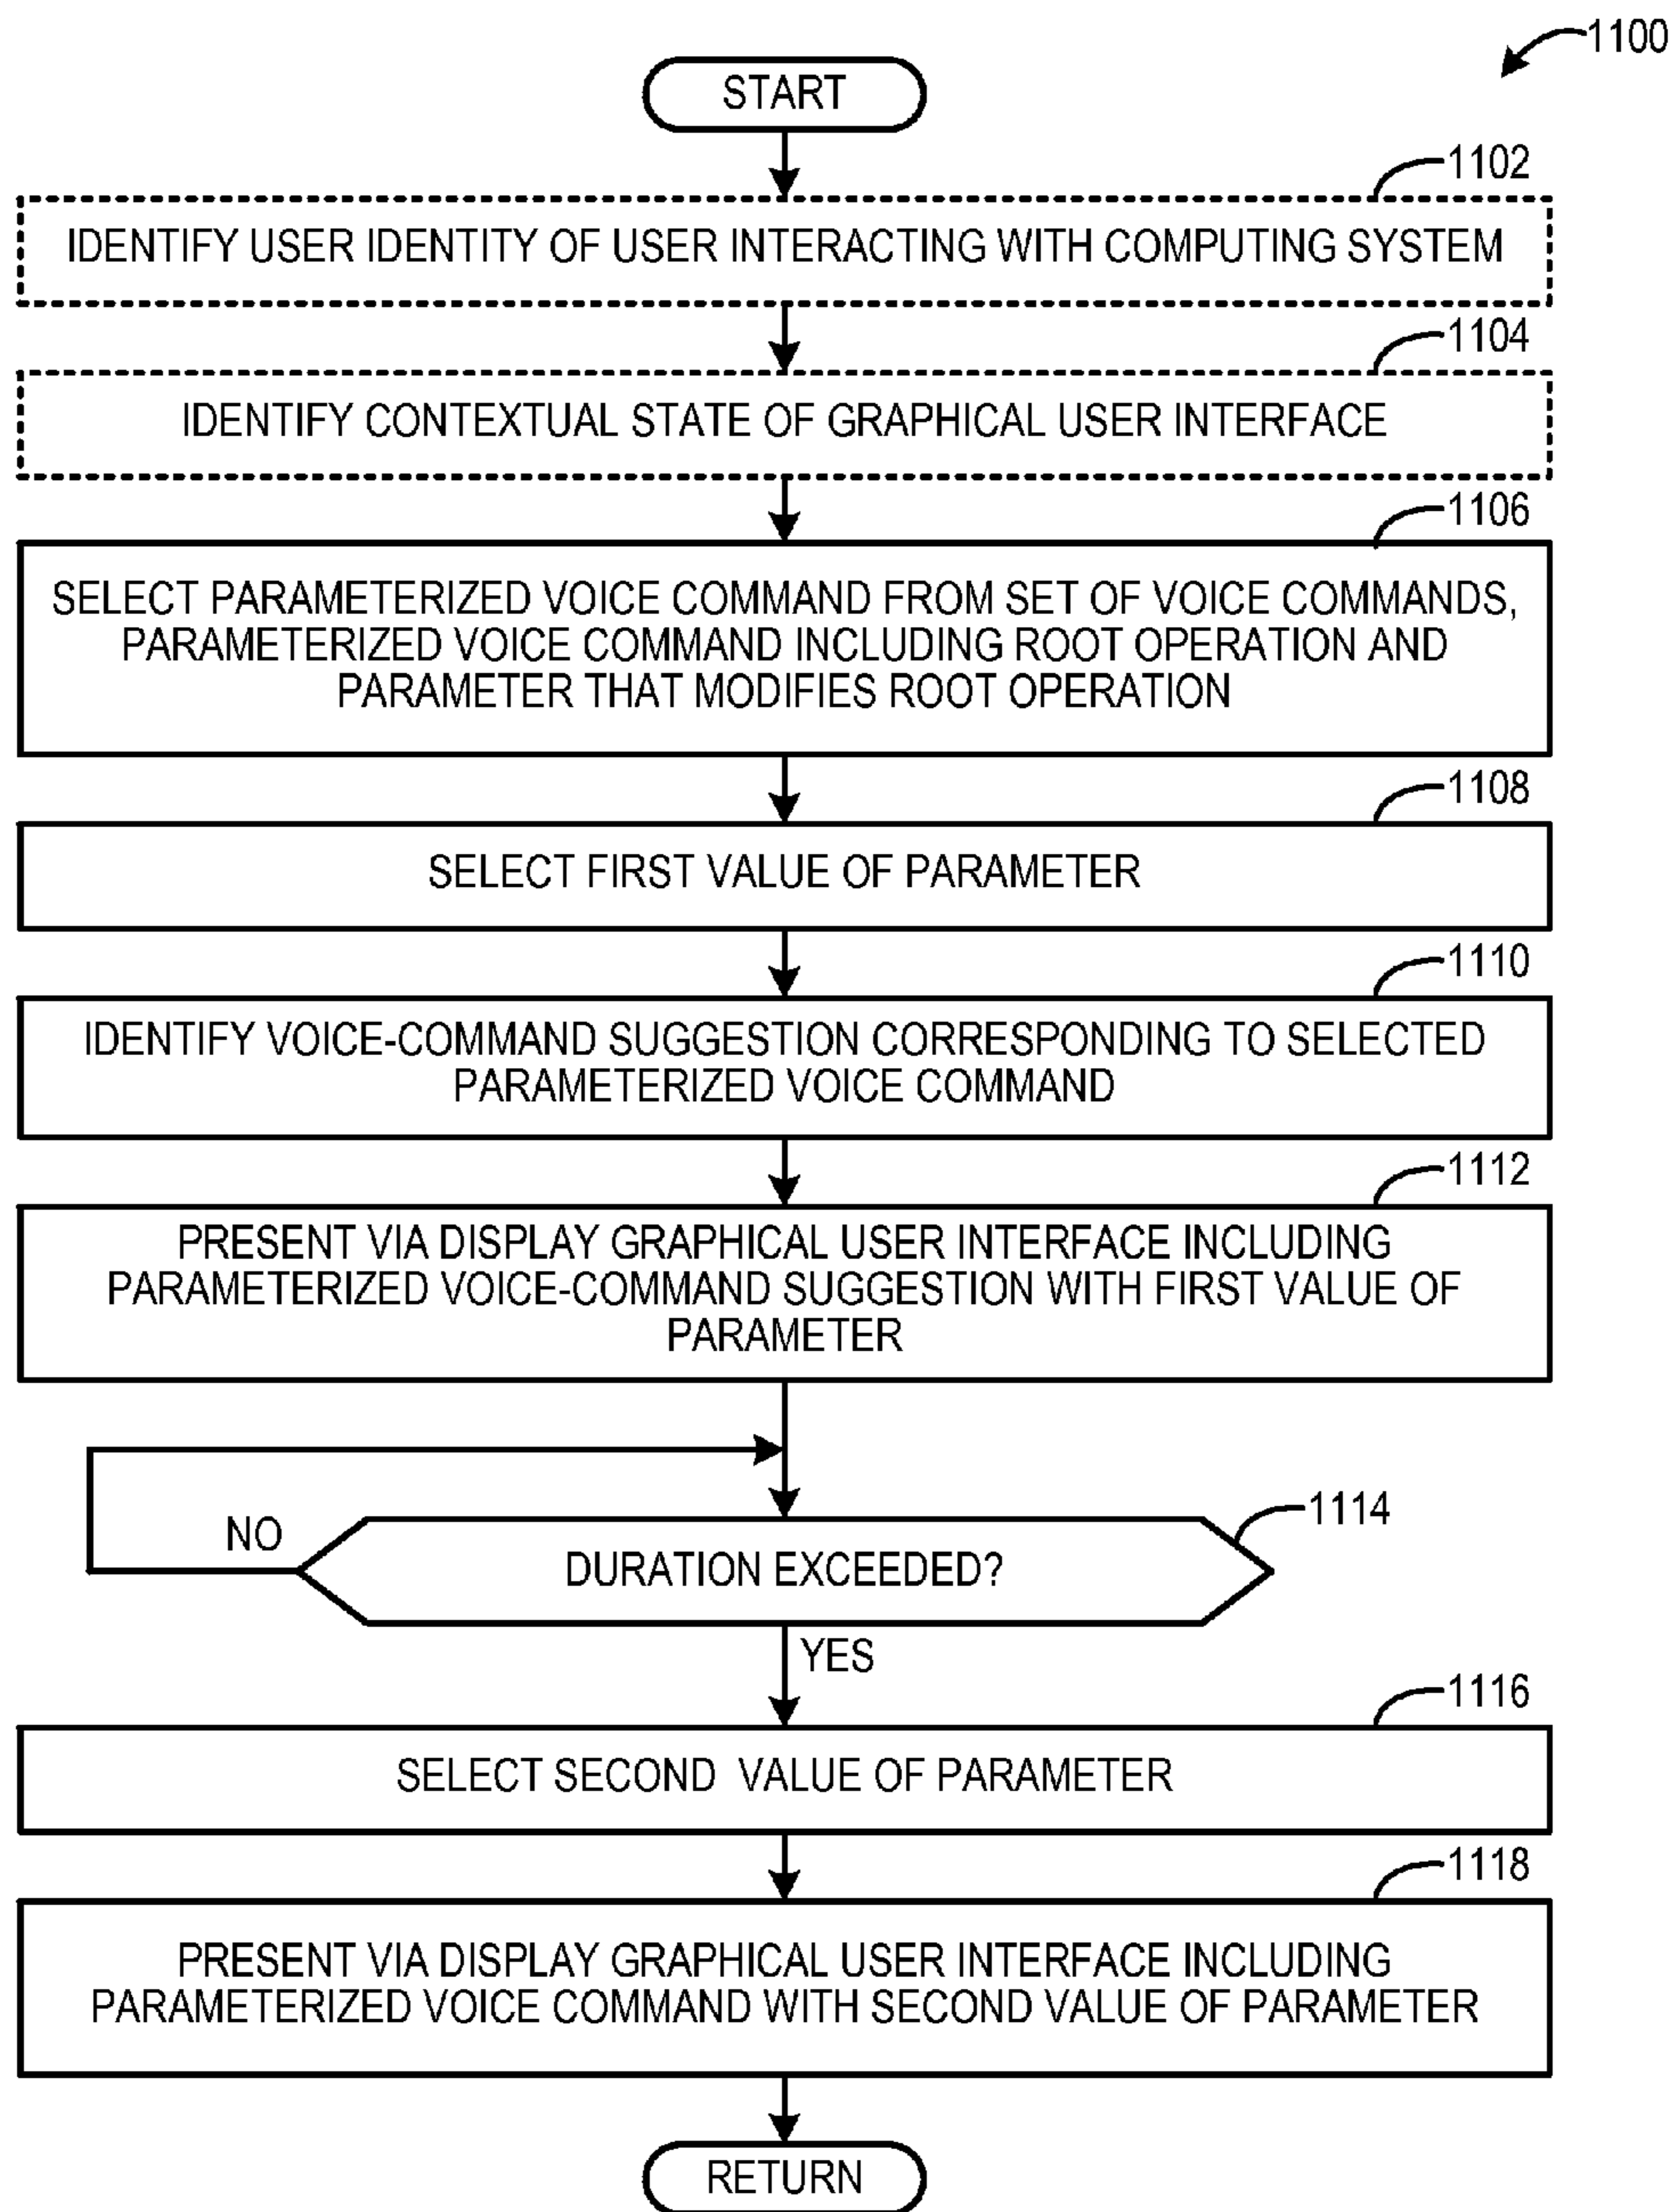 1100
START
1102
IDENTIFY USER IDENTITY OF USER INTERACTING WITH COMPUTING SYSTEM
1104
IDENTIFY CONTEXTUAL STATE OF GRAPHICAL USER INTERFACE
1106
SELECT PARAMETERIZED VOICE COMMAND FROM SET OF VOICE COMMANDS,
PARAMETERIZED VOICE COMMAND INCLUDING ROOT OPERATION AND
PARAMETER THAT MODIFIES ROOT OPERATION
1108
SELECT FIRST VALUE OF PARAMETER
1110
IDENTIFY VOICE-COMMAND SUGGESTION CORRESPONDING TO SELECTED
PARAMETERIZED VOICE COMMAND
1112
PRESENT VIA DISPLAY GRAPHICAL USER INTERFACE INCLUDING
PARAMETERIZED VOICE-COMMAND SUGGESTION WITH FIRST VALUE OF
PARAMETER
1114
NO
DURATION EXCEEDED?
YES
1116
SELECT SECOND VALUE OF PARAMETER
1118
PRESENT VIA DISPLAY GRAPHICAL USER INTERFACE INCLUDING
PARAMETERIZED VOICE COMMAND WITH SECOND VALUE OF PARAMETER
RETURN